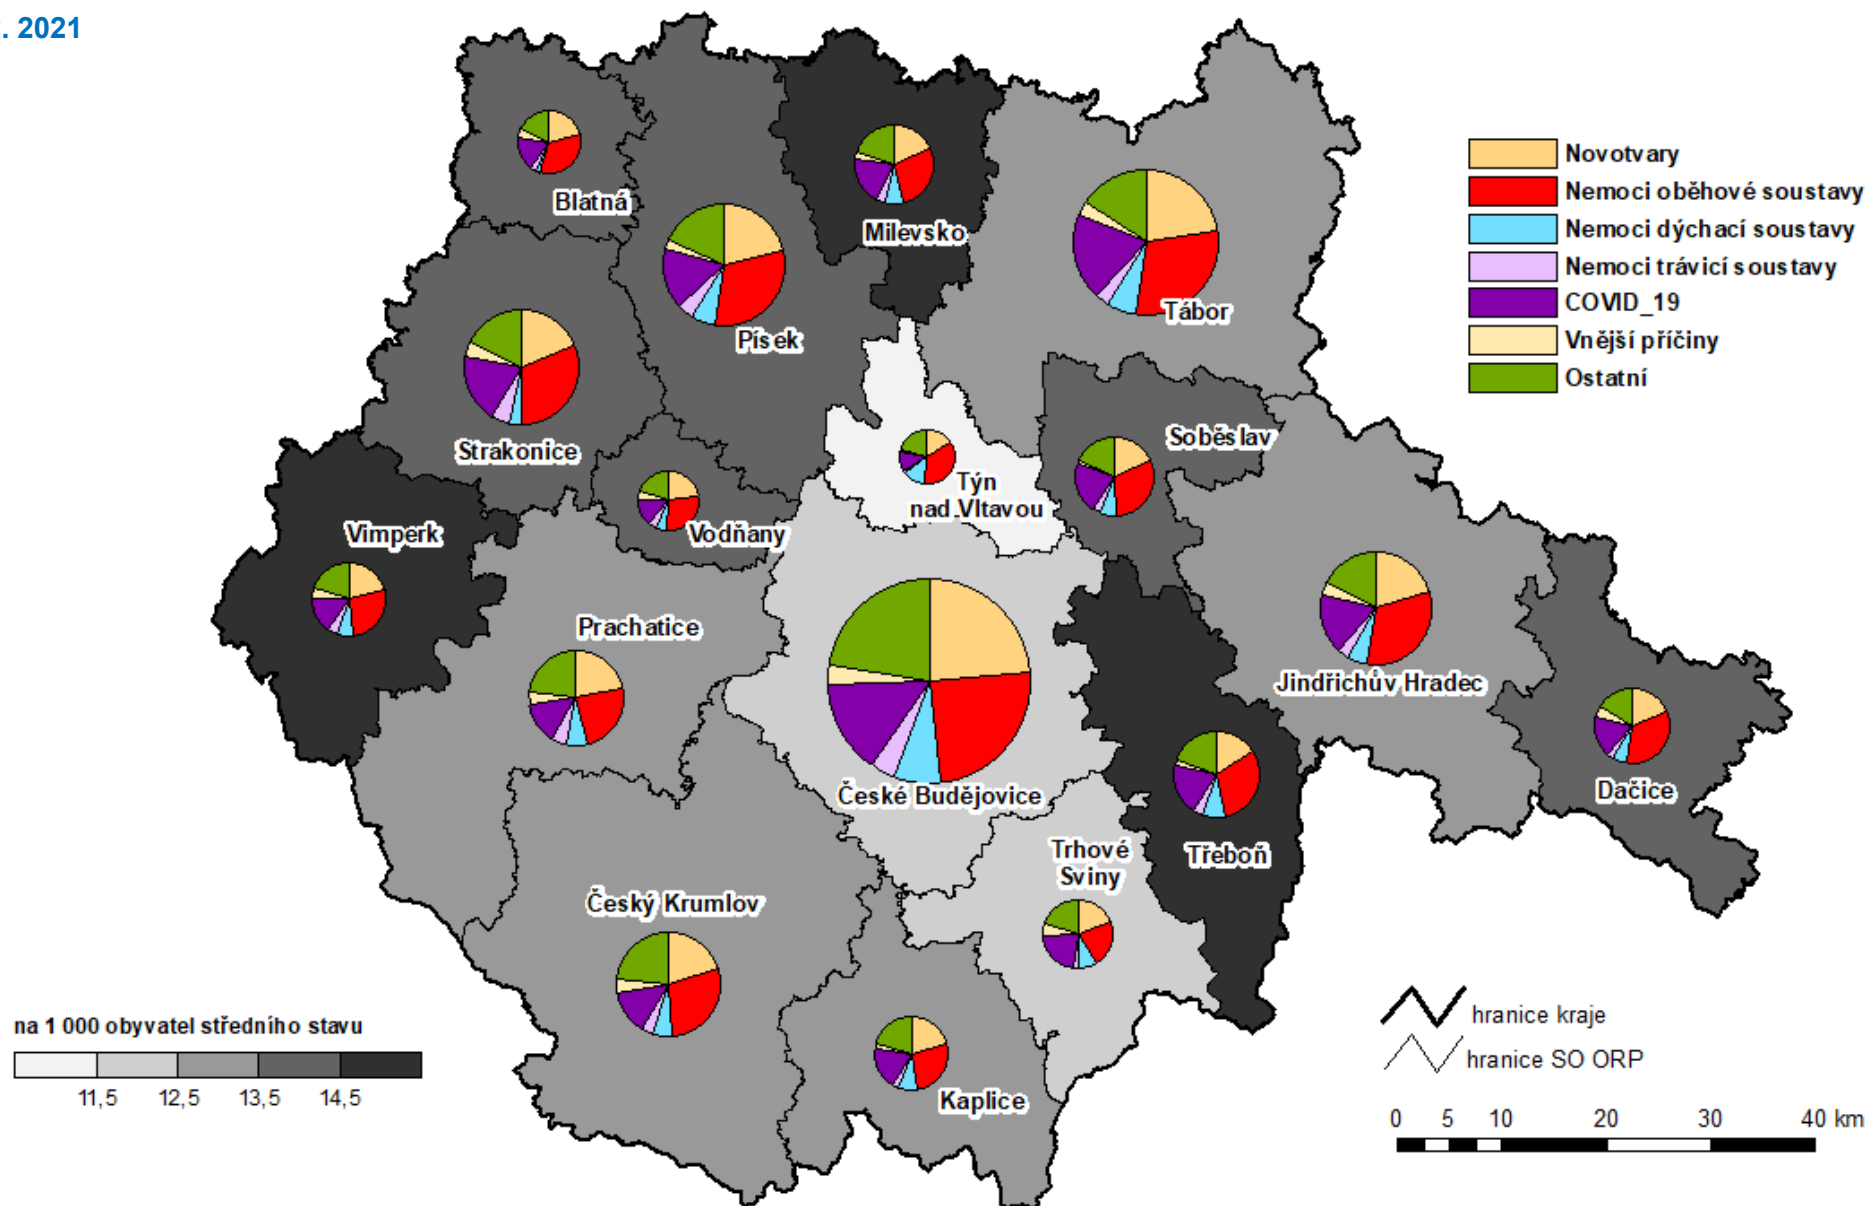 . 2021
Novotvary
Nemoci oběhové soustavy
Nemoci dýchací soustavy
Nemoci trávicí soustavy
COVID_19
Vnější příčiny
Ostatní
Blatná
Milevsko
Písek
Tábor
Strakonice
Soběslav
Týn
nad Vltavou
Vimperk
Vodňany
Prachatice
Jindřichův Hradec
České Budějovice
Dačice
Trhové
Sviny
Třeboň
Český Krumlov
Kaplice
na 1 000 obyvatel středního stavu
11,5 12,5 13,5 14,5
hranice kraje
hranice SO ORP
0 5 10 20 30 40 km